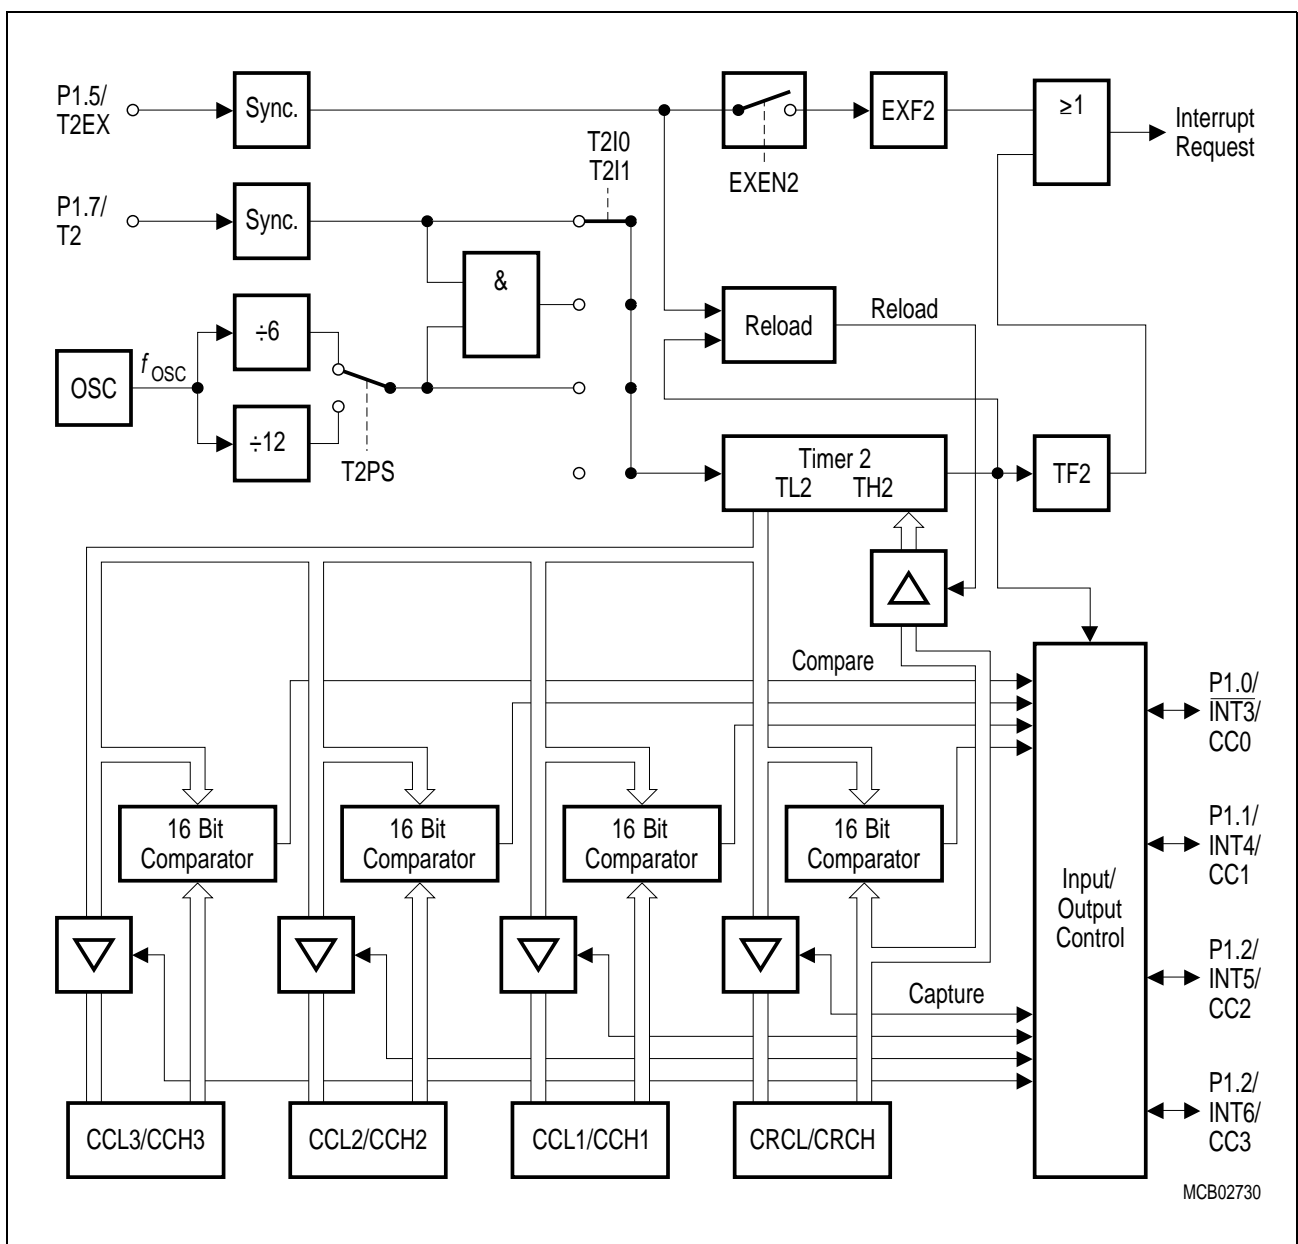 P1.5/
T2EX
Sync.
EXF2
≥1
Interrupt
Request
EXEN2
T2I0
T2I1
P1.7/
T2
Sync.
&
÷6
Reload
Reload
OSC
f OSC
÷12
T2PS
Timer 2
TL2 TH2
TF2
Compare
P1.0/
INT3/
CC0
16 Bit
Comparator
16 Bit
Comparator
16 Bit
Comparator
16 Bit
Comparator
P1.1/
INT4/
CC1
Input/
Output
Control
P1.2/
INT5/
CC2
Capture
P1.2/
INT6/
CC3
CCL3/CCH3
CCL2/CCH2
CCL1/CCH1
CRCL/CRCH
MCB02730